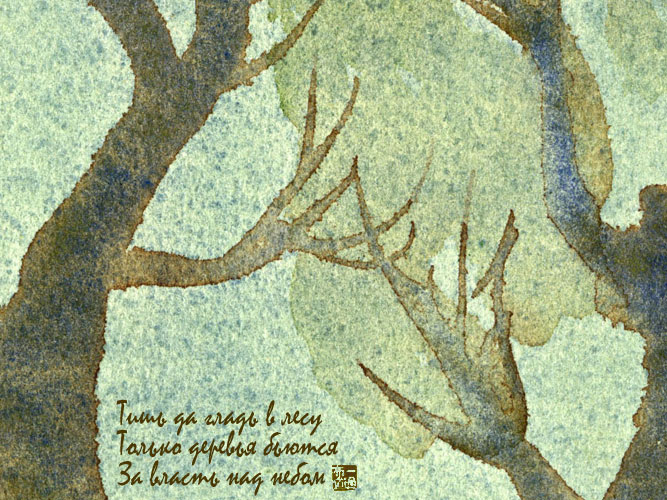 Тишь да гладь в лесу
Только деревья бьются
За власть над небом